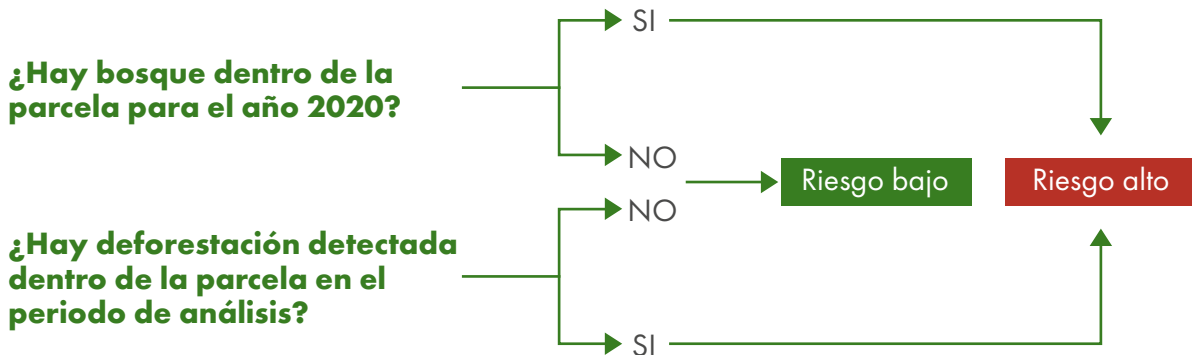 SI
¿Hay bosque dentro de la
parcela para el año 2020?
NO
Riesgo bajo
Riesgo alto
NO
¿Hay deforestación detectada
dentro de la parcela en el
periodo de análisis?
SI